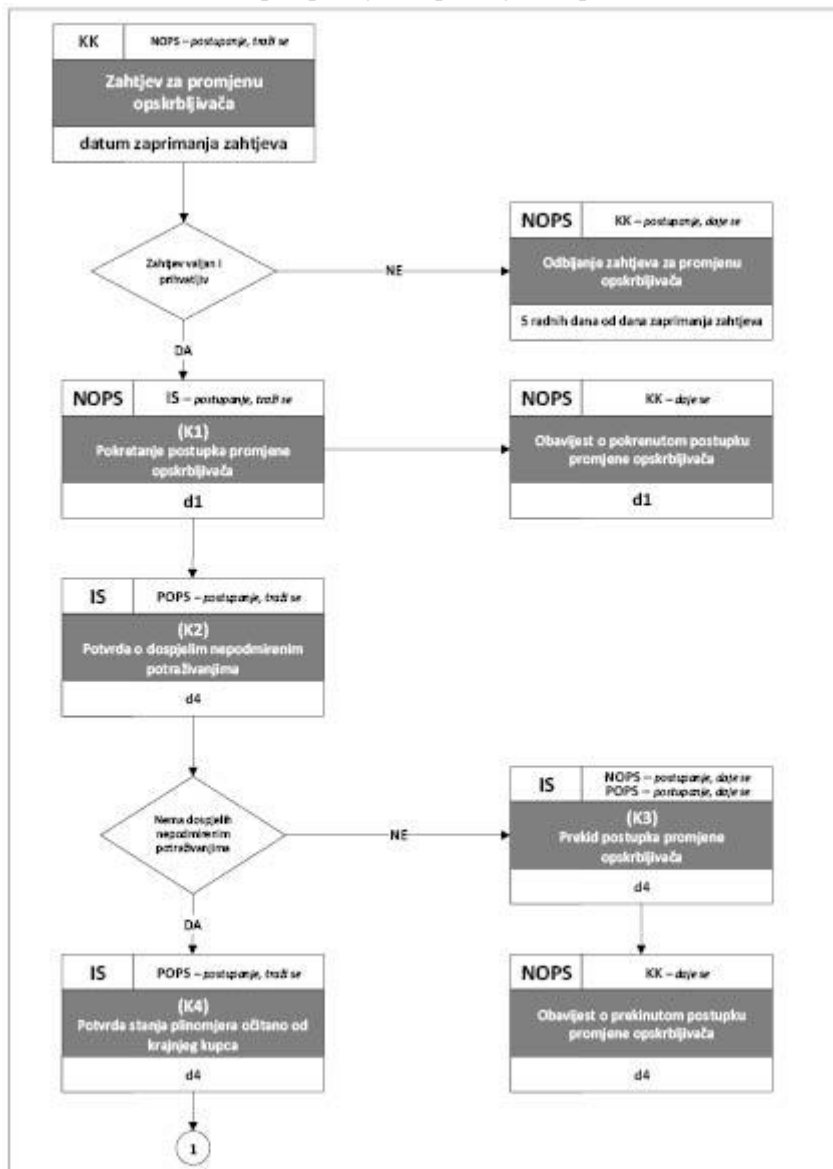 KK
NOPS – postupanje, traži se
Zahtjev za promjenu
opskrbljivača
datum zaprimanja zahtjeva
Zahtjev valjan i
prihvatljiv
NE
NOPS
KK – postupanje, daje se
Odbijanje zahtjeva za promjenu
opskrbljivača
5 radnih dana od dana zaprimanja zahtjeva
DA
NOPS
IS – postupanje, traži se
(K1)
Pokretanje postupka promjene
opskrbljivača
d1
NOPS
KK – daje se
Obavijest o pokrenutom postupku
promjene opskrbljivača
d1
IS
POPS – postupanje, traži se
(K2)
Potvrda o dospjelim nepodmirenim
potraživanjima
d4
Nema dospjelih
nepodmirenim
potraživanjima
NE
IS
NOPS – postupanje, daje se
POPS – postupanje, daje se
(K3)
Prekid postupka promjene
opskrbljivača
d4
DA
IS
POPS – postupanje, traži se
(K4)
Potvrda stanja plinomjera očitano od
krajnjeg kupca
d4
NOPS
KK – daje se
Obavijest o prekinutom postupku
promjene opskrbljivača
d4
1